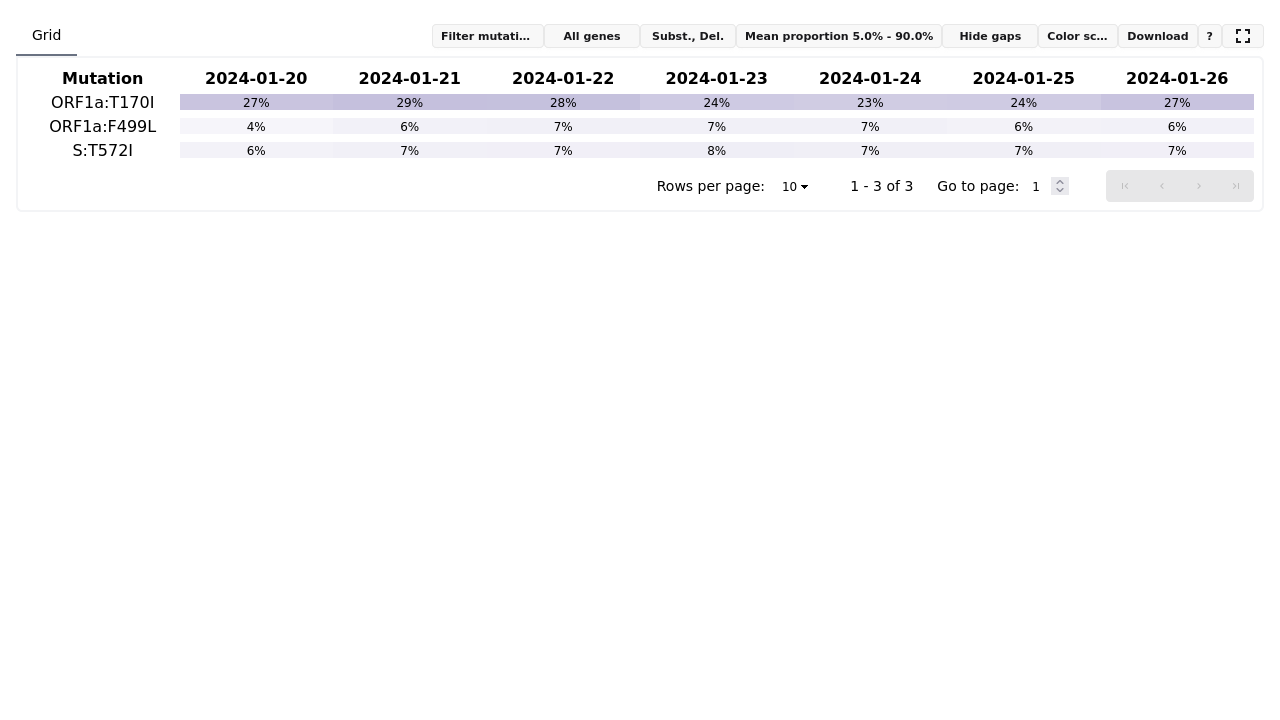 Grid
Filter mutati... All genes Subst., Del. Mean proportion 5.0% - 90.0% Hide gaps Color sc... Download ?
Mutation 2024-01-20 2024-01-21 2024-01-22 2024-01-23 2024-01-24 2024-01-25 2024-01-26
ORF1a:T170I 27% 29% 28% 24% 23% 24% 27%
ORF1a:F499L 4% 6% 7% 7% 7% 6% 6%
S:T572I 6% 7% 7% 8% 7% 7% 7%
Rows per page: 10 1 - 3 of 3 Go to page: 1